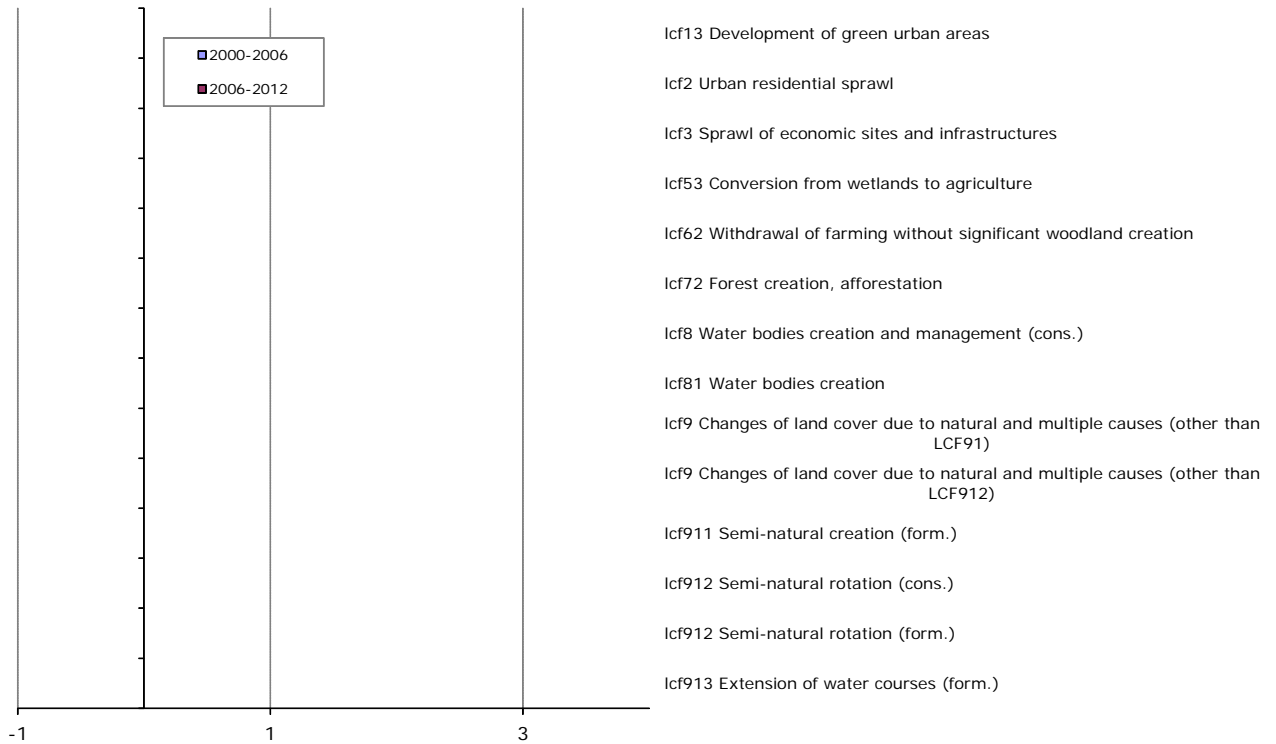 2000-2006
2006-2012
lcf13 Development of green urban areas
lcf2 Urban residential sprawl
lcf3 Sprawl of economic sites and infrastructures
lcf53 Conversion from wetlands to agriculture
lcf62 Withdrawal of farming without significant woodland creation
lcf72 Forest creation, afforestation
lcf8 Water bodies creation and management (cons.)
lcf81 Water bodies creation
lcf9 Changes of land cover due to natural and multiple causes (other than
LCF91)
lcf9 Changes of land cover due to natural and multiple causes (other than
LCF912)
lcf911 Semi-natural creation (form.)
lcf912 Semi-natural rotation (cons.)
lcf912 Semi-natural rotation (form.)
lcf913 Extension of water courses (form.)
-1 1 3